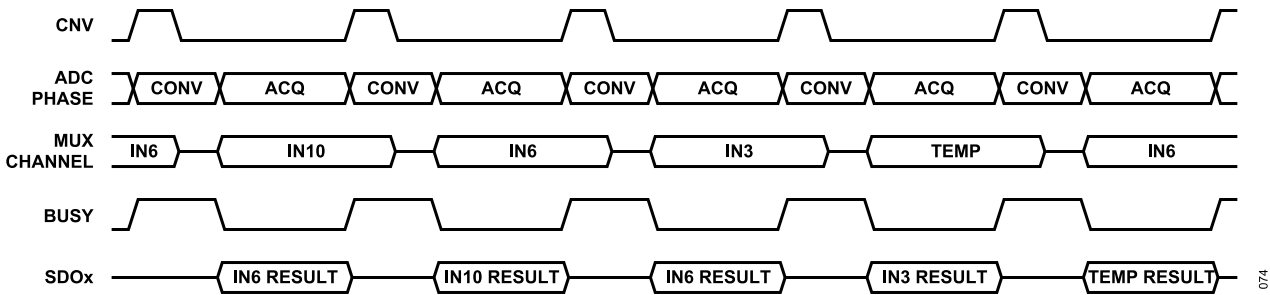 CNV
ADC
PHASE
CONV ACQ CONV ACQ CONV ACQ CONV ACQ CONV ACQ
MUX
CHANNEL
IN6 IN10 IN6 IN3 TEMP IN6
BUSY
SDOx IN6 RESULT IN10 RESULT IN6 RESULT IN3 RESULT TEMP RESULT
074